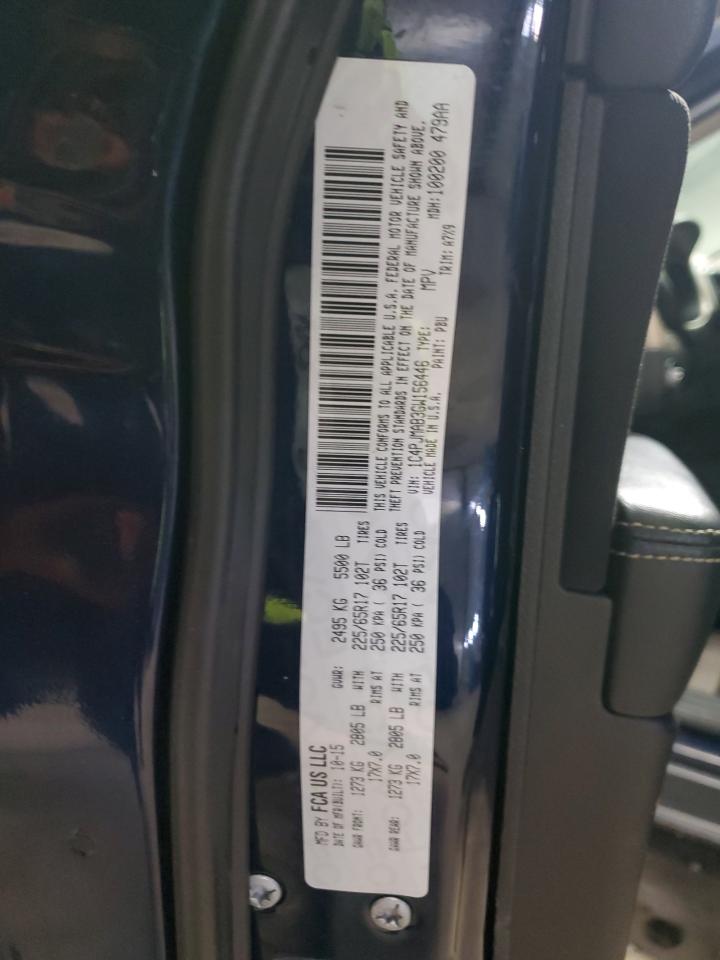 MFD BY FCA US LLC
DATE OF MFR(BUILT): 10-15
GVWR: 2495 KG 5500 LB
GAWR FRONT: 1273 KG 2805 LB WITH 225/65R17 102T TIRES
17X7.0 RIMS AT 250 KPA ( 36 PSI) COLD
GAWR REAR: 1273 KG 2805 LB WITH 225/65R17 102T TIRES
17X7.0 RIMS AT 250 KPA ( 36 PSI) COLD
THIS VEHICLE CONFORMS TO ALL APPLICABLE U.S.A. FEDERAL MOTOR VEHICLE SAFETY AND
THEFT PREVENTION STANDARDS IN EFFECT ON THE DATE OF MANUFACTURE SHOWN ABOVE.
VIN: 1C4PJMAB3GW156446 TYPE: MPV MDH:100200 479AA
VEHICLE MADE IN U.S.A. PAINT: PBU TRIM: A7X9